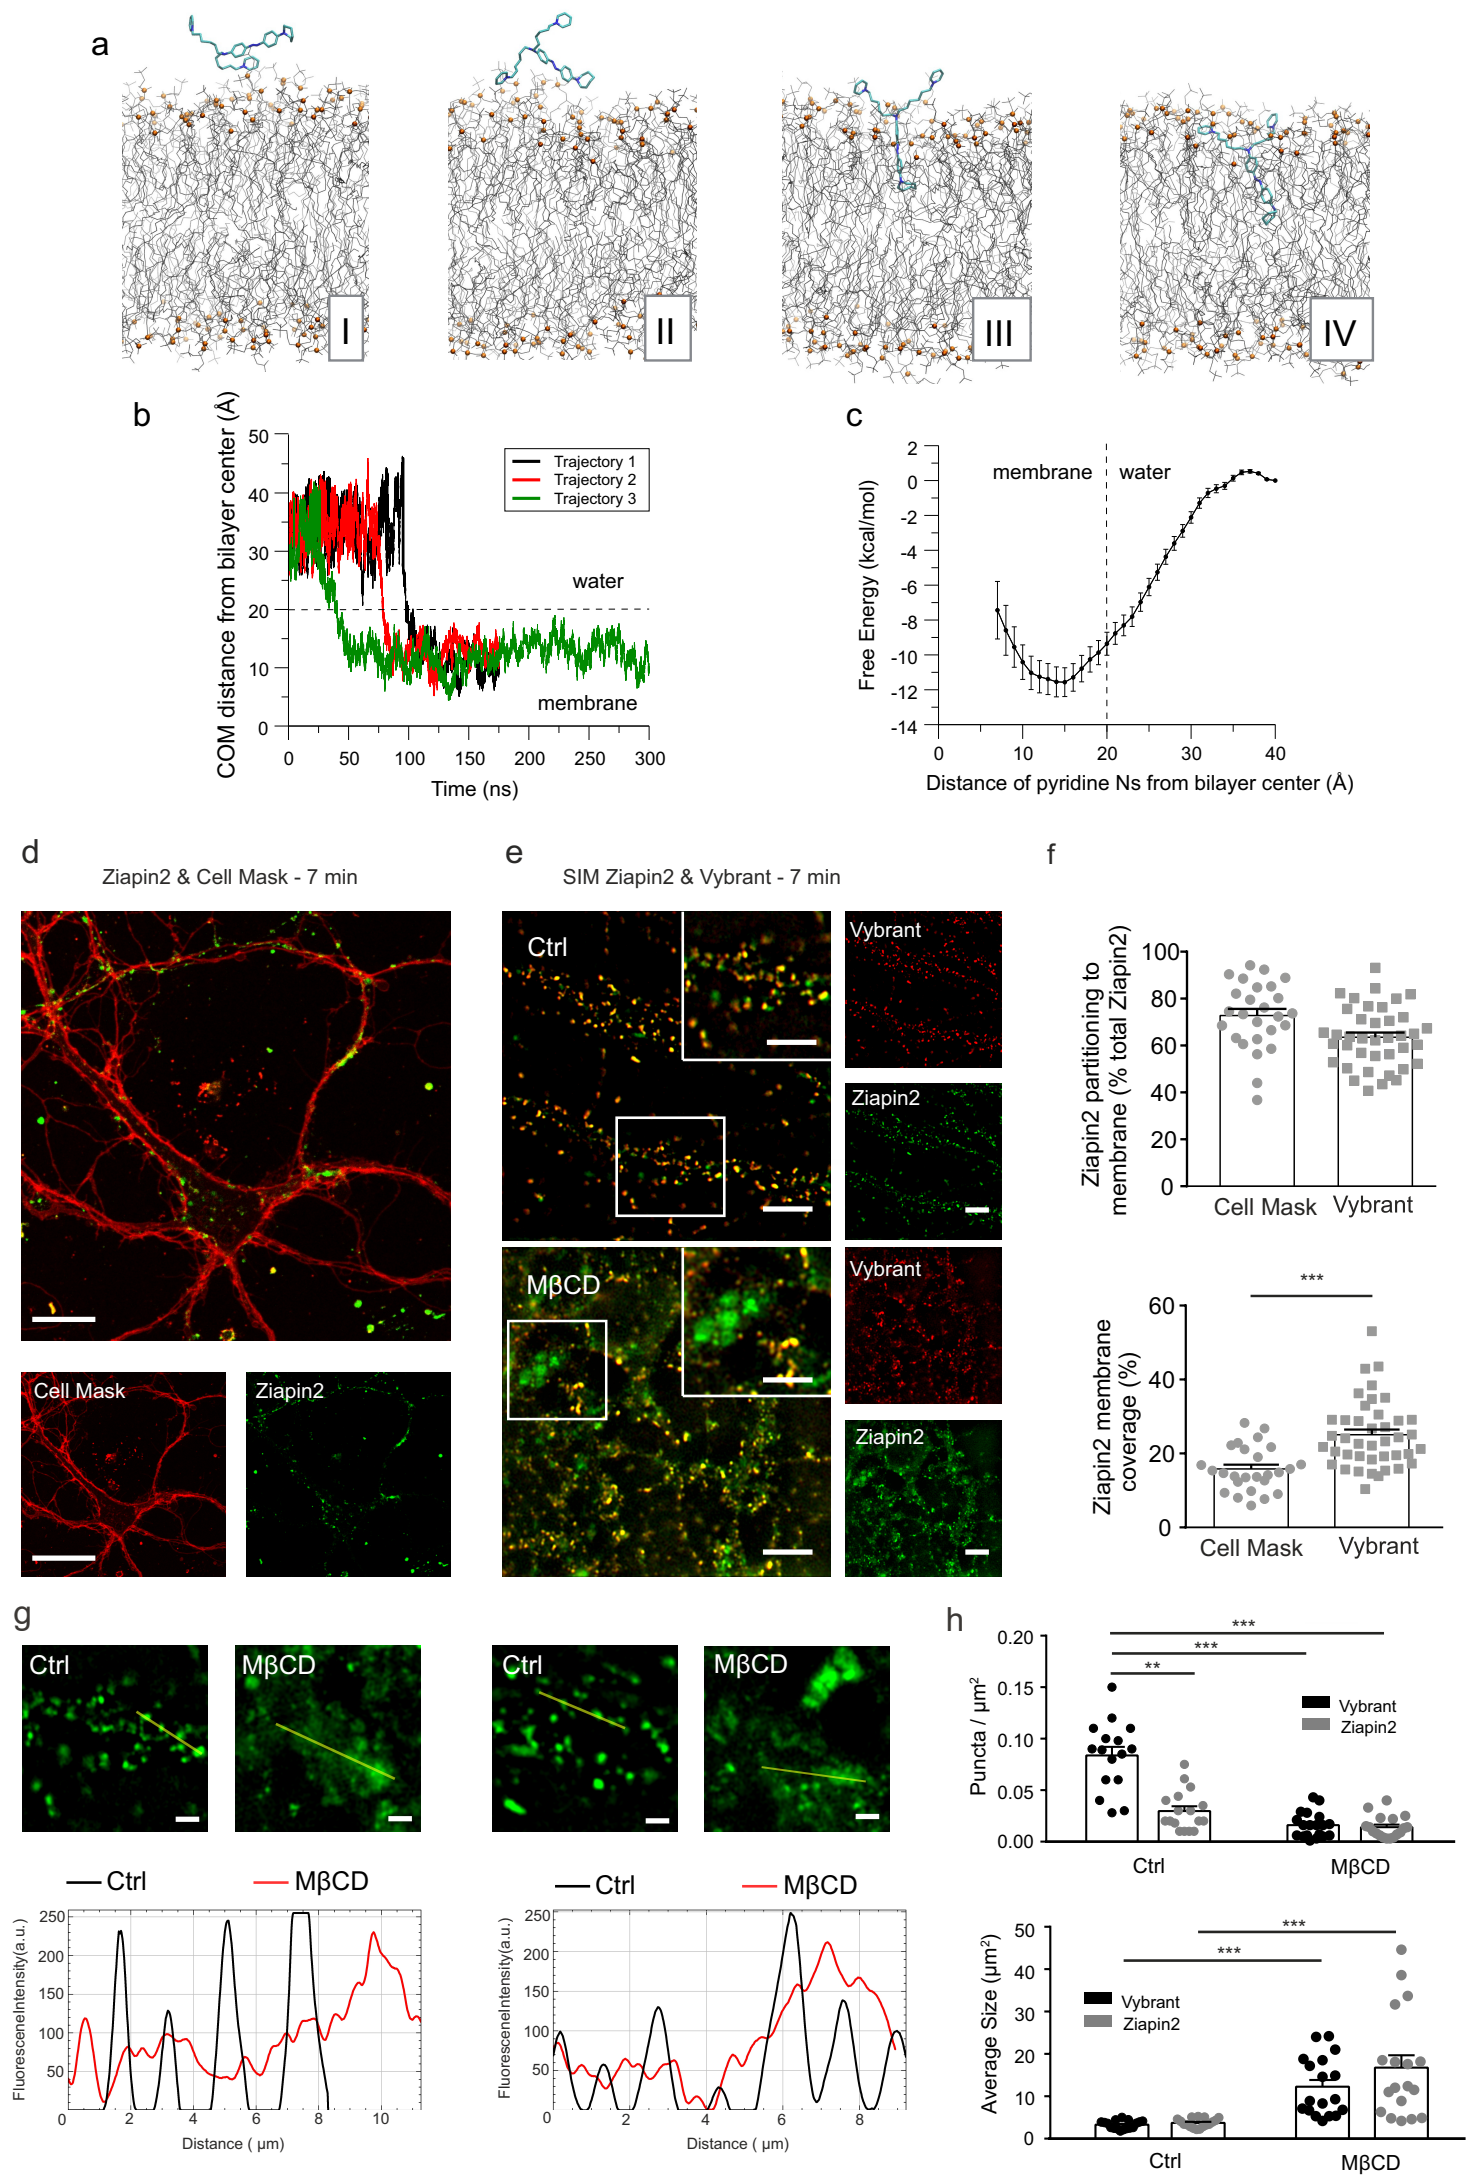 a
I
II
III
IV
b
COM distance from bilayer center (Å)
50
40
30
20
10
0
Trajectory 1
Trajectory 2
Trajectory 3
water
membrane
0 50 100 150 200 250 300
Time (ns)
c
Free Energy (kcal/mol)
2
0
-2
-4
-6
-8
-10
-12
-14
membrane water
0 10 20 30 40
Distance of pyridine Ns from bilayer center (Å)
d
Ziapin2 & Cell Mask - 7 min
Cell Mask
Ziapin2
e
SIM Ziapin2 & Vybrant - 7 min
Ctrl
Vybrant
Ziapin2
MβCD
Vybrant
Ziapin2
f
Ziapin2 partitioning to
membrane (% total Ziapin2)
100
80
60
40
20
0
Cell Mask Vybrant
Ziapin2 membrane
coverage (%)
60
40
20
0
***
Cell Mask Vybrant
g
Ctrl
MβCD
Ctrl
MβCD
Ctrl MβCD
FluoresceneIntensity(a.u.)
250
200
150
100
50
0 2 4 6 8 10
Distance ( μm)
Ctrl MβCD
FluoresceneIntensity(a.u.)
250
200
150
100
50
0 2 4 6 8
Distance ( μm)
h
Puncta / μm²
0.20
0.15
0.10
0.05
0.00
***
***
**
Vybrant
Ziapin2
Ctrl MβCD
Average Size (μm²)
50
40
30
20
10
0
***
***
Vybrant
Ziapin2
Ctrl MβCD